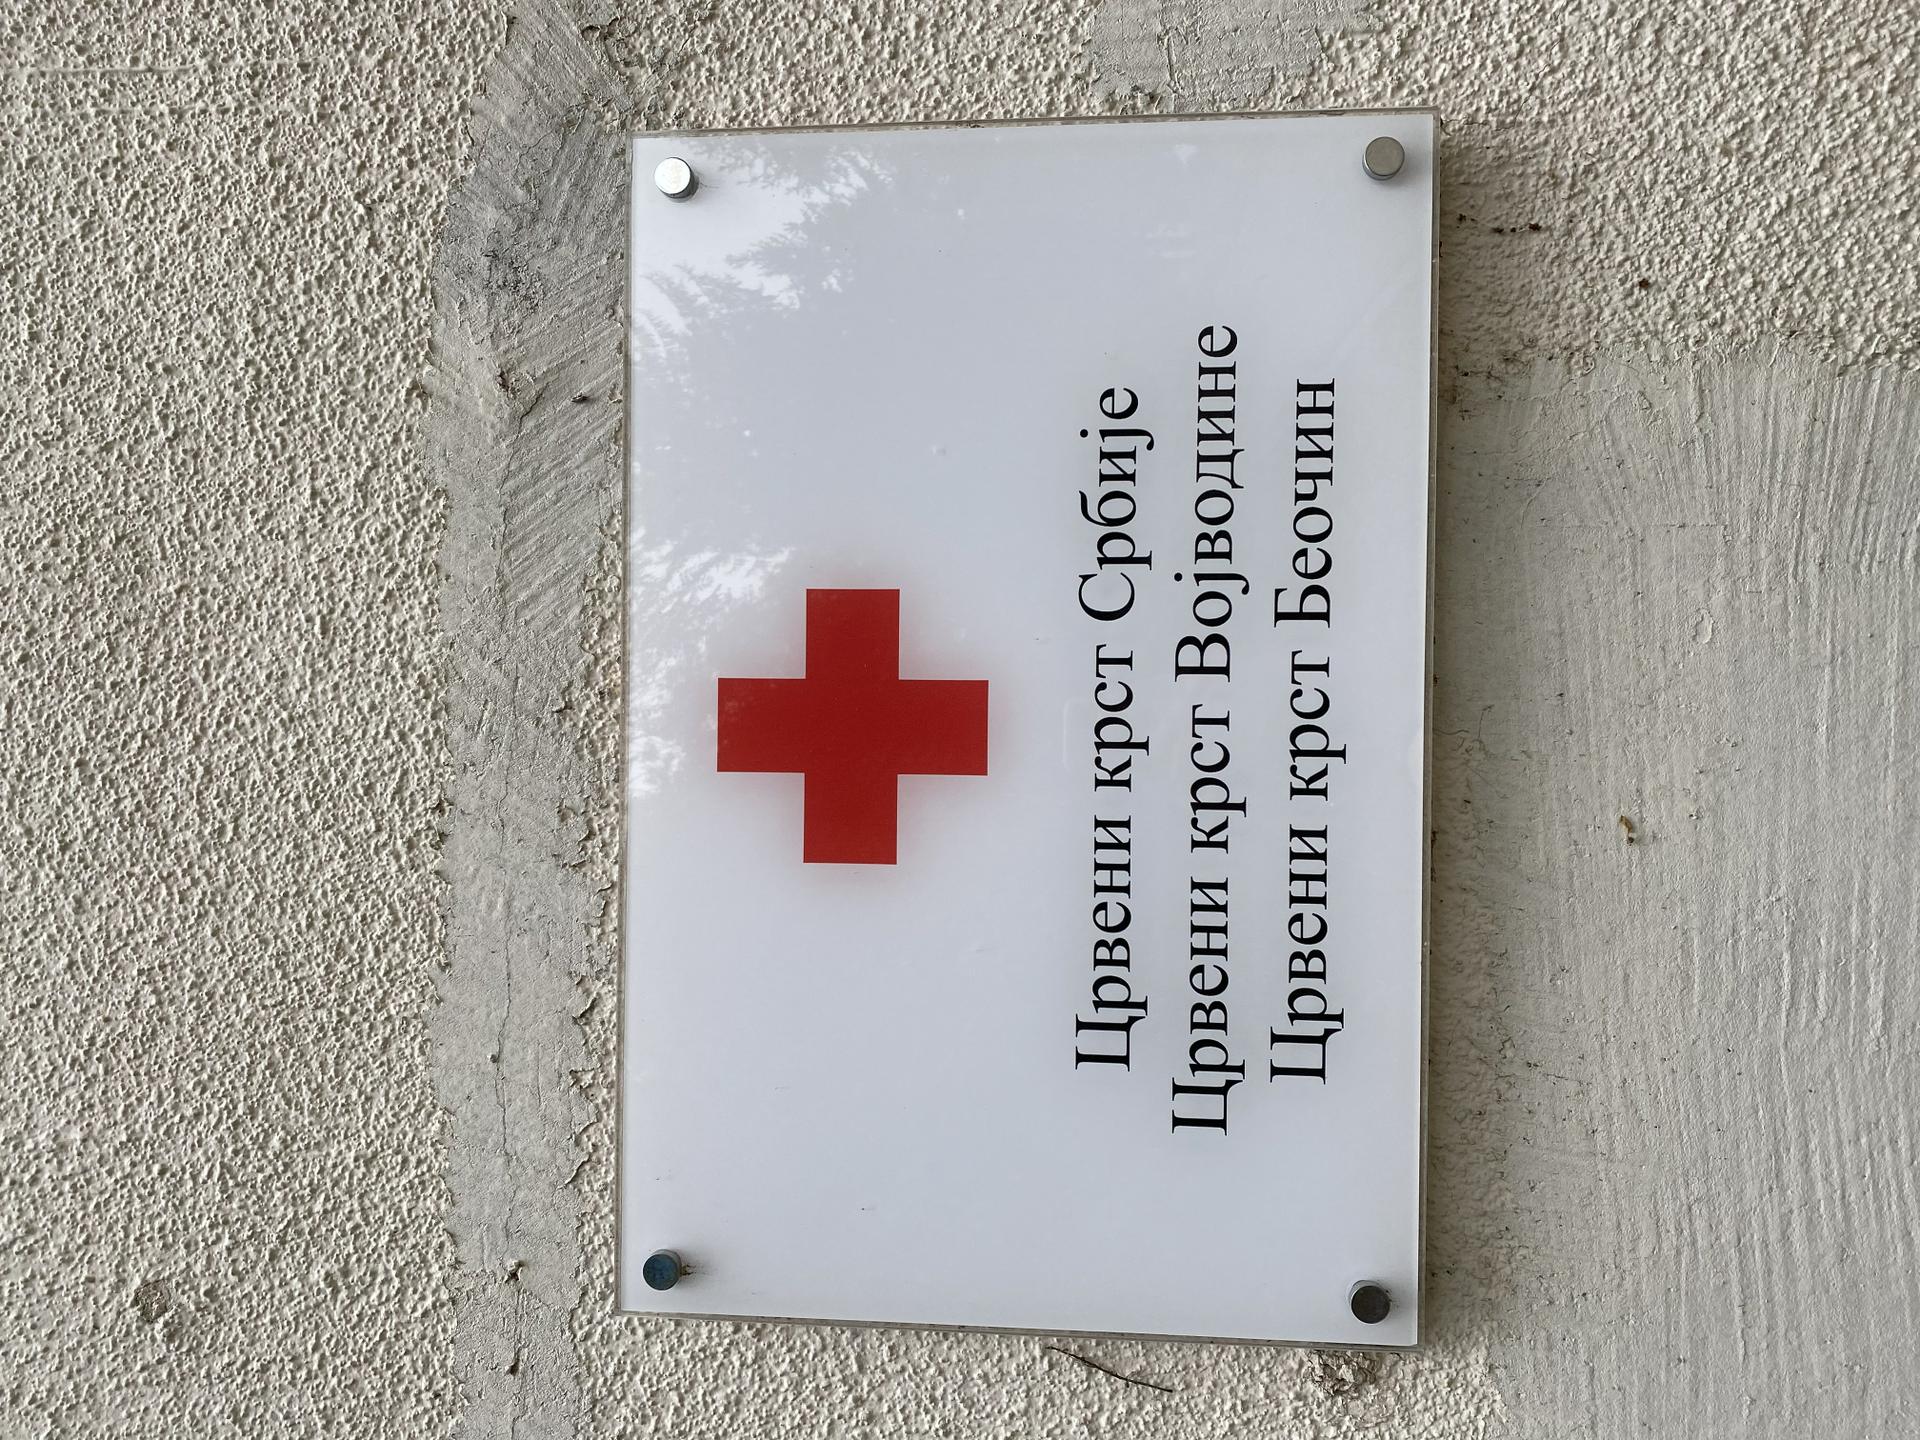 Црвени крст Србије
Црвени крст Војводине
Црвени крст Беочин